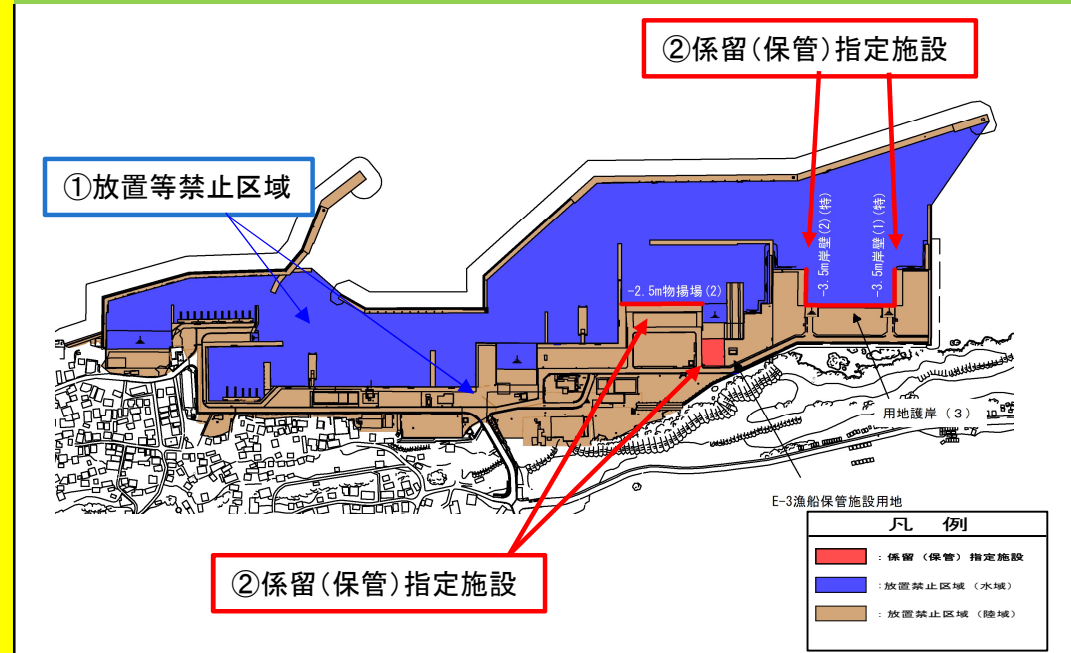 ②係留(保管)指定施設
①放置等禁止区域
-3.5m岸壁(2)(特)
-3.5m岸壁(1)(特)
-2.5m物揚場(2)
用地護岸(3)
E-3漁船保管施設用地
②係留(保管)指定施設
凡 例
:係留(保管)指定施設
:放置禁止区域(水域)
:放置禁止区域(陸域)